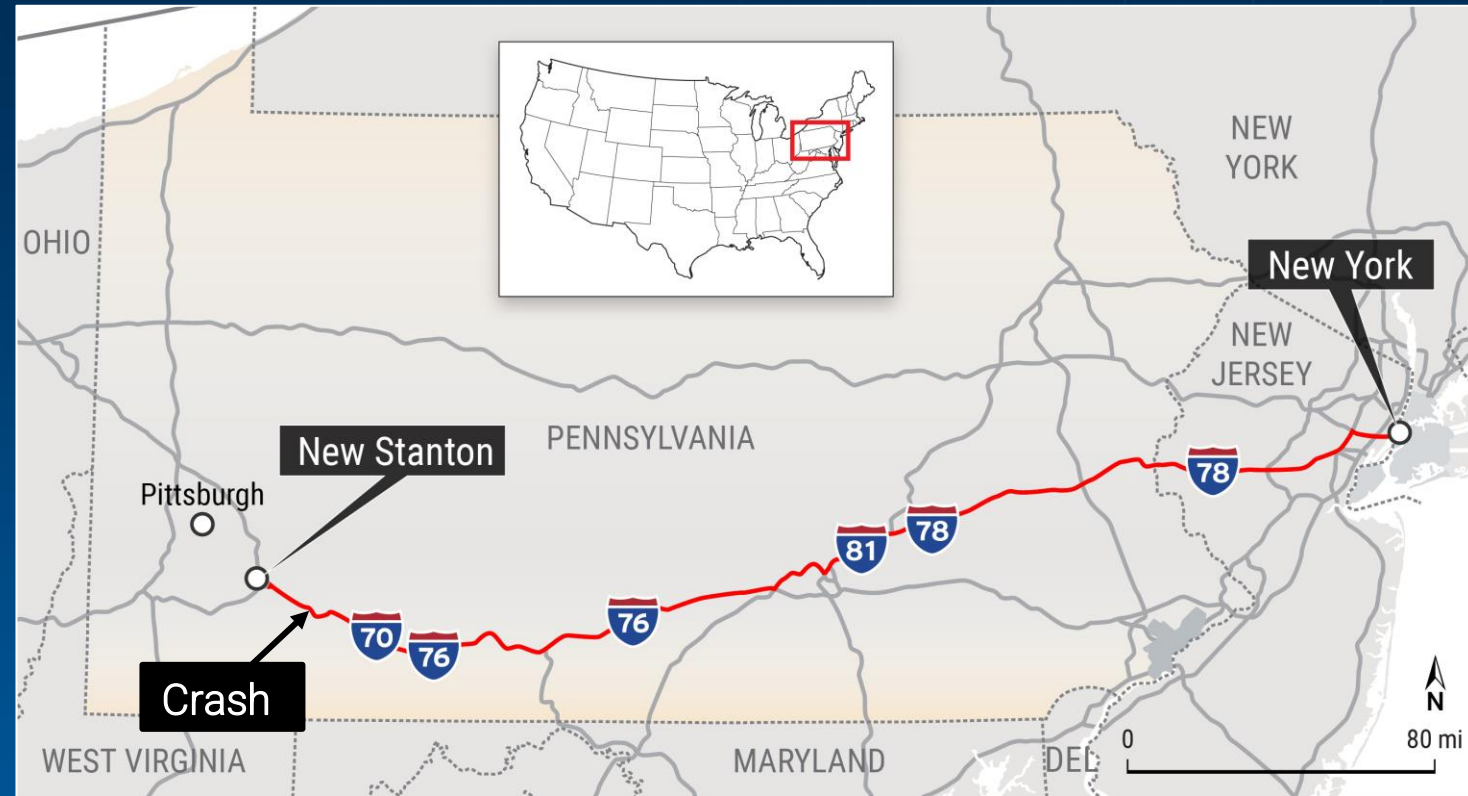 NEW
YORK
OHIO
New York
NEW
JERSEY
New Stanton
PENNSYLVANIA
Pittsburgh
78
78
81
76
70
76
Crash
N
0
80 mi
WEST VIRGINIA
MARYLAND
DEL